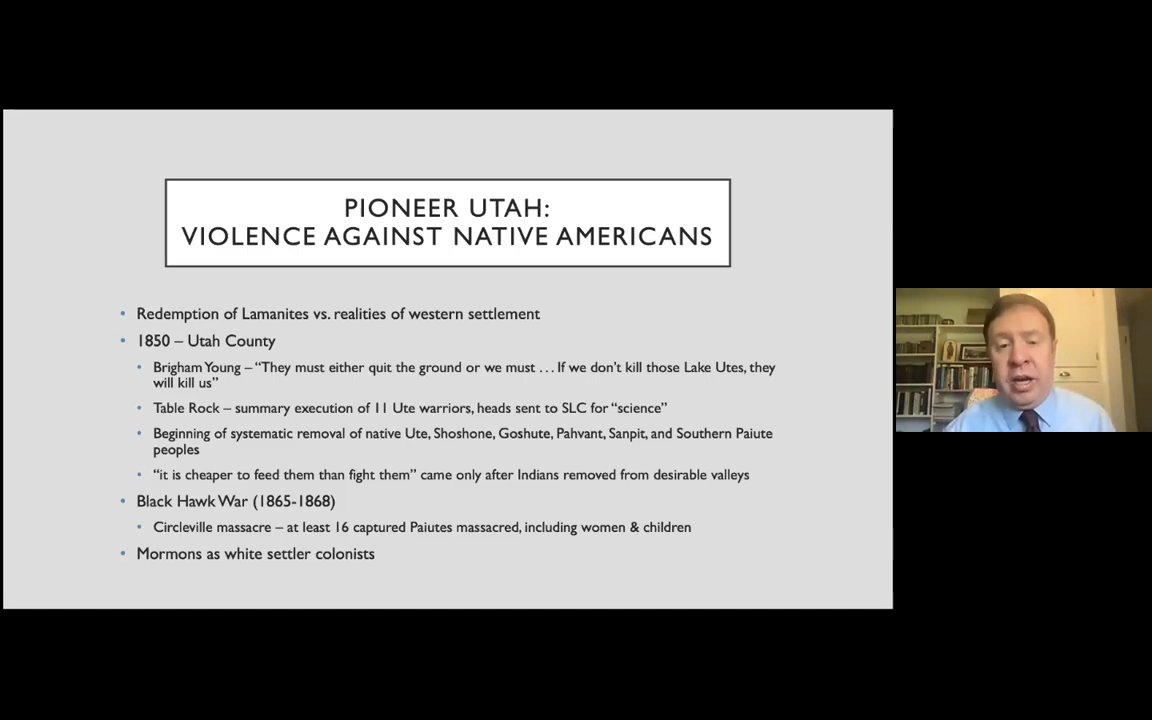 PIONEER UTAH:
VIOLENCE AGAINST NATIVE AMERICANS
• Redemption of Lamanites vs. realities of western settlement
• 1850 – Utah County
• Brigham Young – “They must either quit the ground or we must . . . If we don’t kill those Lake Utes, they
will kill us”
• Table Rock – summary execution of 11 Ute warriors, heads sent to SLC for “science”
• Beginning of systematic removal of native Ute, Shoshone, Goshute, Pahvant, Sanpit, and Southern Paiute
peoples
• “it is cheaper to feed them than fight them” came only after Indians removed from desirable valleys
• Black Hawk War (1865-1868)
• Circleville massacre – at least 16 captured Paiutes massacred, including women & children
• Mormons as white settler colonists